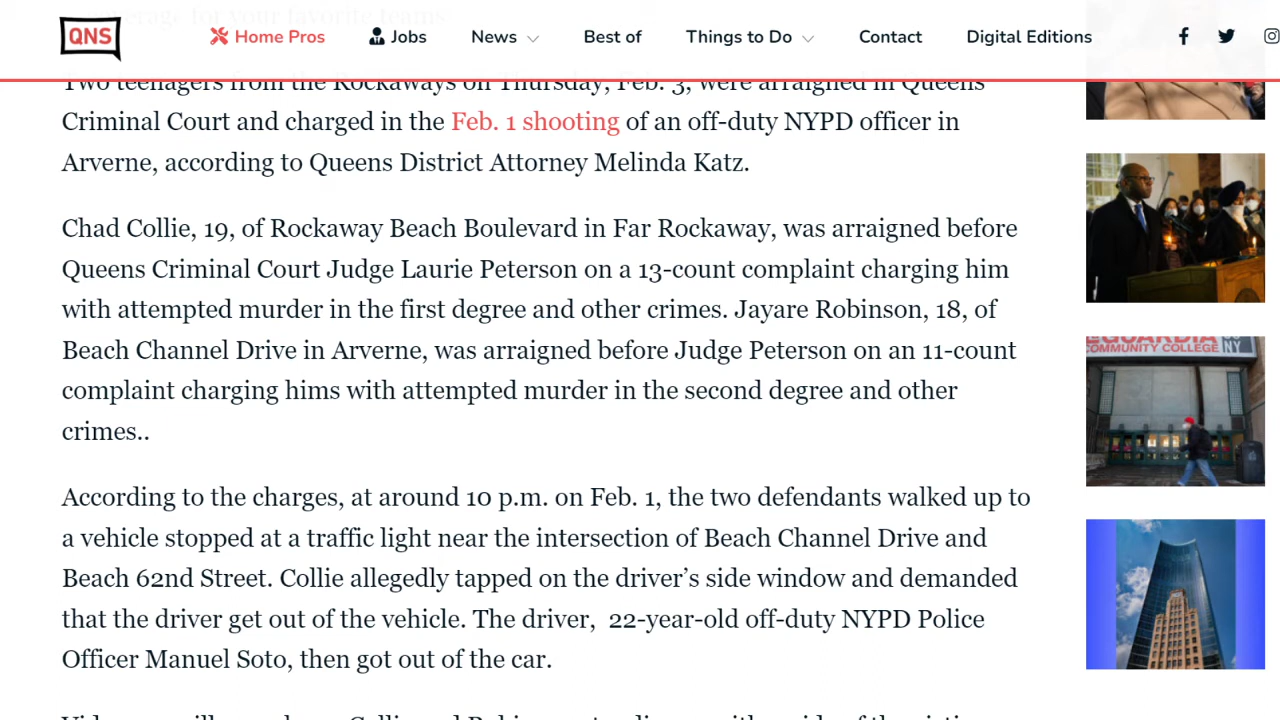 coverage for your favorite teams
QNS
Home Pros
Jobs
News
Best of
Things to Do
Contact
Digital Editions
Two teenagers from the Rockaways on Thursday, Feb. 3, were arraigned in Queens
Criminal Court and charged in the Feb. 1 shooting of an off-duty NYPD officer in
Arverne, according to Queens District Attorney Melinda Katz.
Chad Collie, 19, of Rockaway Beach Boulevard in Far Rockaway, was arraigned before
Queens Criminal Court Judge Laurie Peterson on a 13-count complaint charging him
with attempted murder in the first degree and other crimes. Jayare Robinson, 18, of
Beach Channel Drive in Arverne, was arraigned before Judge Peterson on an 11-count
complaint charging hims with attempted murder in the second degree and other
crimes..
According to the charges, at around 10 p.m. on Feb. 1, the two defendants walked up to
a vehicle stopped at a traffic light near the intersection of Beach Channel Drive and
Beach 62nd Street. Collie allegedly tapped on the driver’s side window and demanded
that the driver get out of the vehicle. The driver,  22-year-old off-duty NYPD Police
Officer Manuel Soto, then got out of the car.
COMMUNITY COLLEGE NY